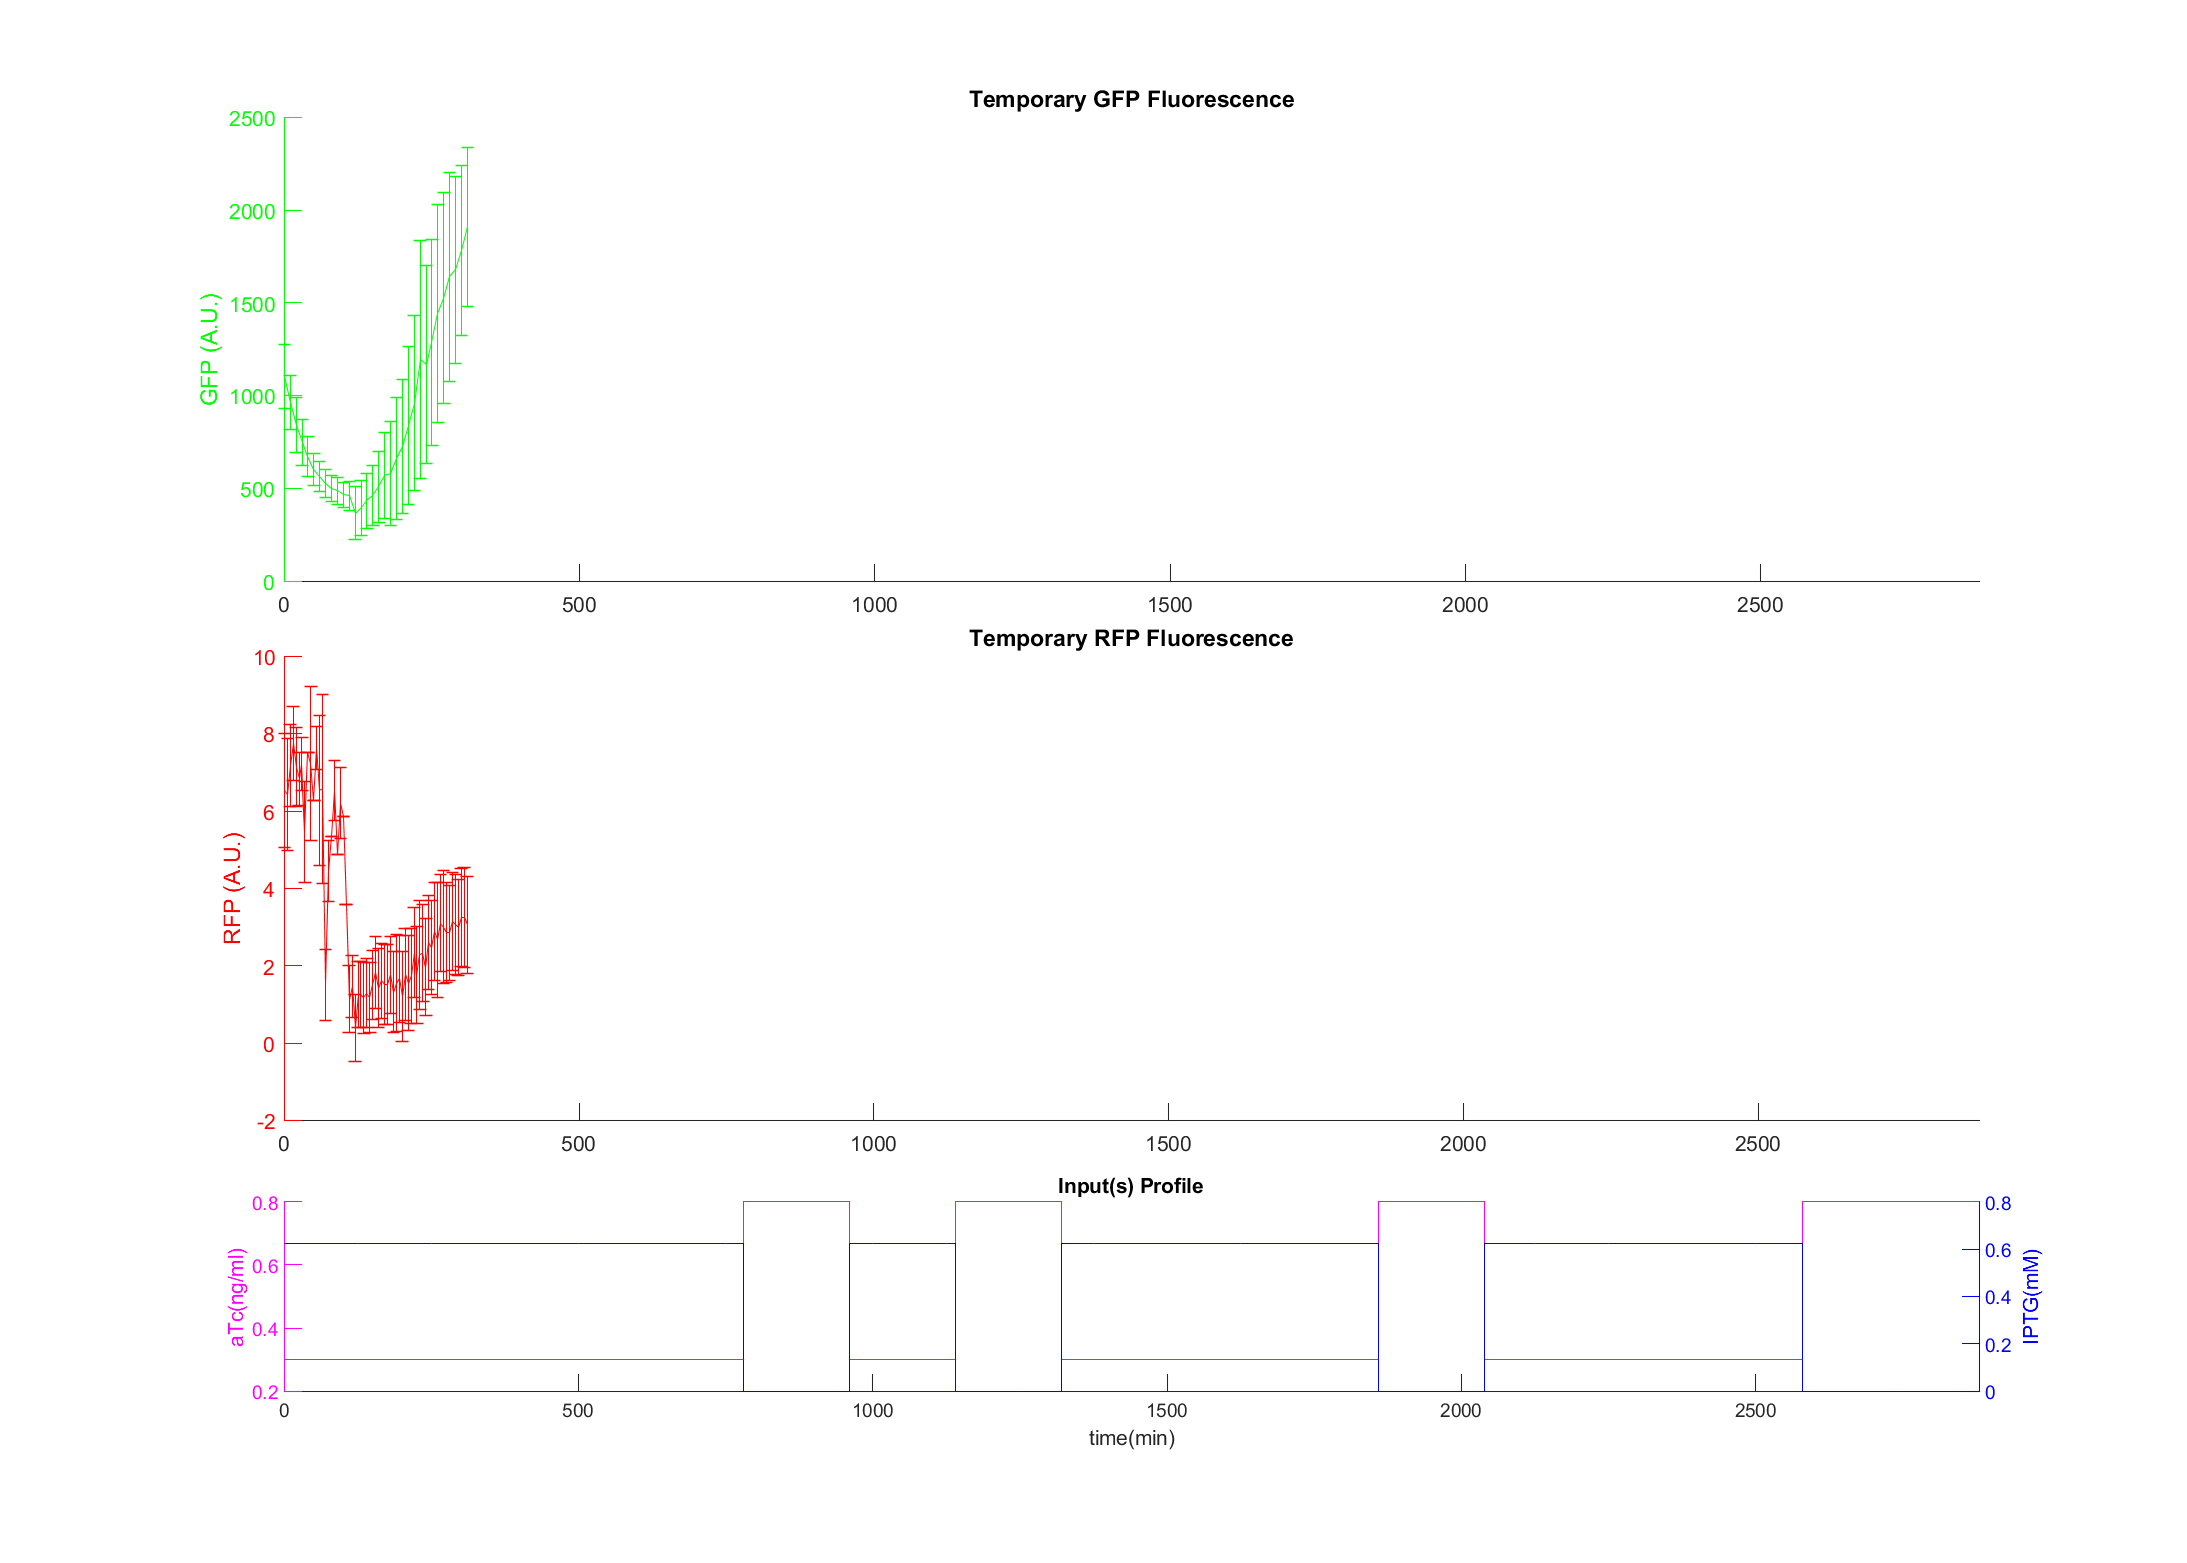 Temporary GFP Fluorescence
2500
2000
1500
1000
500
0
GFP (A.U.)
0 500 1000 1500 2000 2500
Temporary RFP Fluorescence
10
8
6
4
2
0
-2
RFP (A.U.)
0 500 1000 1500 2000 2500
Input(s) Profile
0.8
0.6
0.4
0.2
aTc(ng/ml)
0.8
0.6
0.4
0.2
0
IPTG(mM)
0 500 1000 1500 2000 2500
time(min)